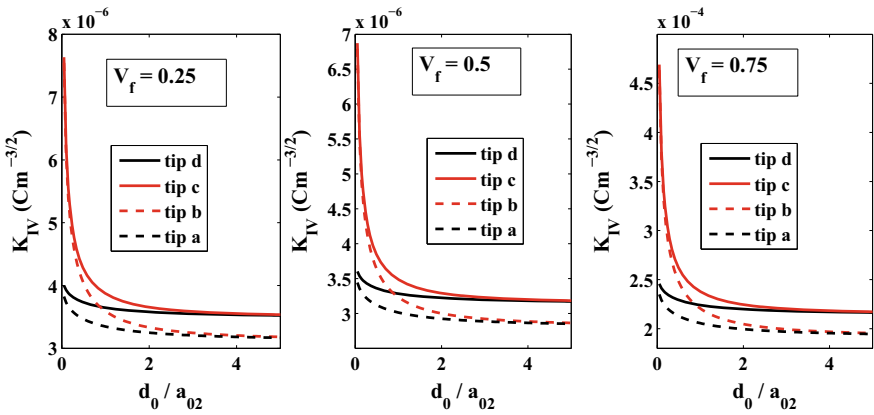 x 10⁻⁶
8
7
6
5
4
3
0
2
4
K_IV (Cm^−3/2)
d_0 / a_02
V_f = 0.25
tip d
tip c
tip b
tip a
x 10⁻⁶
7
6.5
6
5.5
5
4.5
4
3.5
3
0
2
4
K_IV (Cm^−3/2)
d_0 / a_02
V_f = 0.5
tip d
tip c
tip b
tip a
x 10⁻⁴
5
4.5
4
3.5
3
2.5
2
0
2
4
K_IV (Cm^−3/2)
d_0 / a_02
V_f = 0.75
tip d
tip c
tip b
tip a